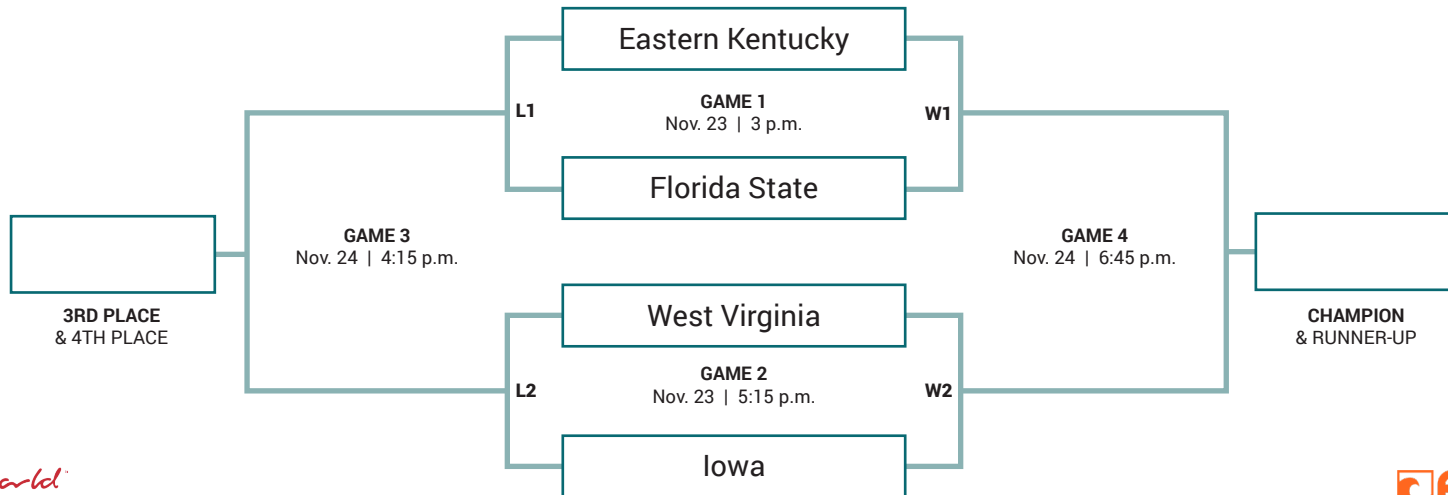 Eastern Kentucky
L1
GAME 1
Nov. 23 | 3 p.m.
W1
Florida State
GAME 3
Nov. 24 | 4:15 p.m.
GAME 4
Nov. 24 | 6:45 p.m.
3RD PLACE
& 4TH PLACE
West Virginia
CHAMPION
& RUNNER-UP
L2
GAME 2
Nov. 23 | 5:15 p.m.
W2
Iowa